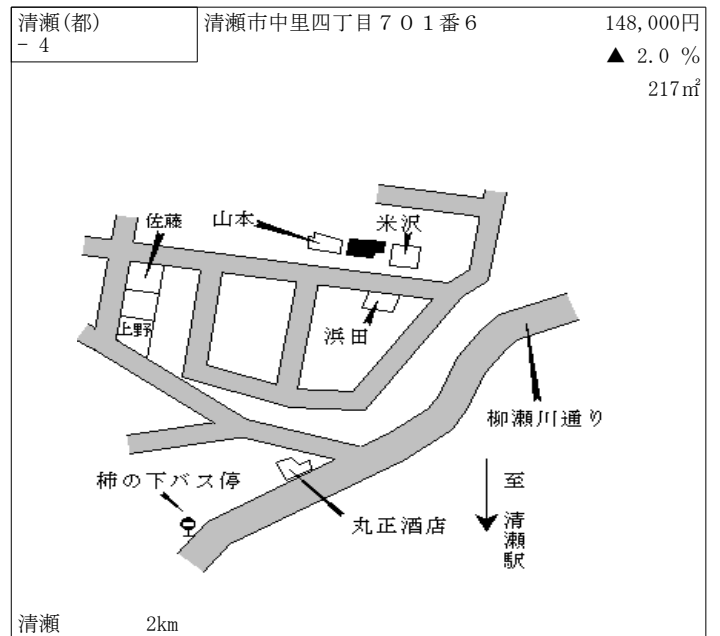 清瀬(都)
- 4
清瀬市中里四丁目７０１番６
148,000円
▲ 2.0 %
217㎡
佐藤
山本
米沢
上野
浜田
柳瀬川通り
柿の下バス停
丸正酒店
至
清瀬駅
清瀬 2km